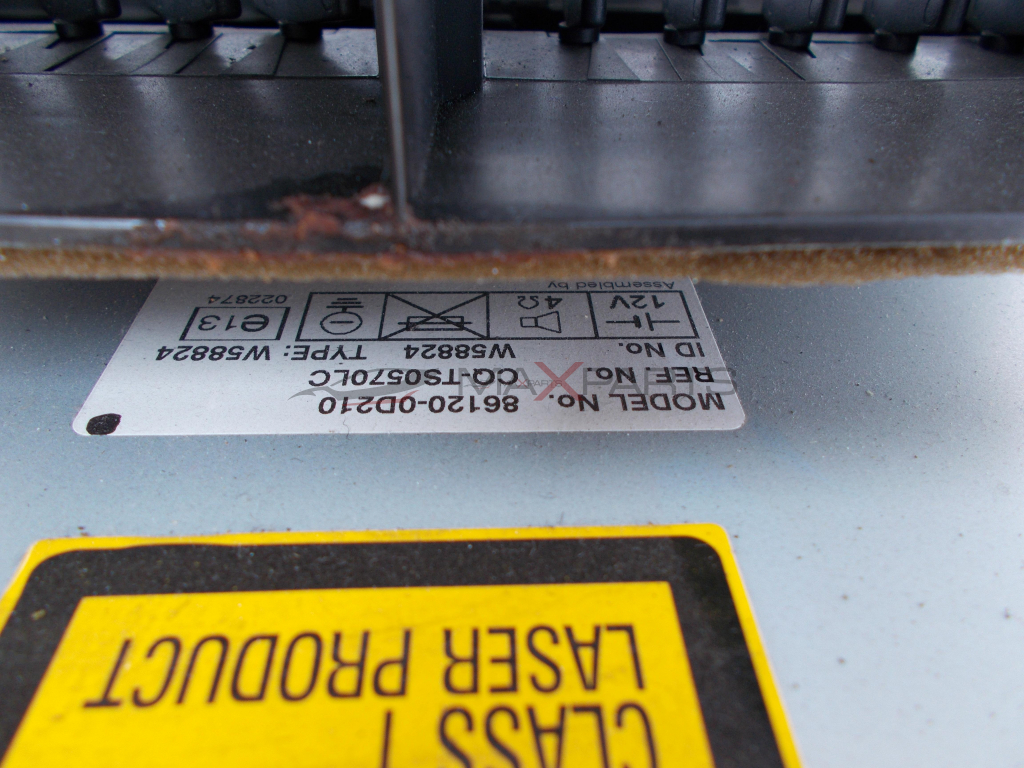 MODEL No. 86120-0D210
REF. No. CQ-TS0570LC
ID No. W58824 TYPE: W58824
12V 4Ω e13
022874
Assembled by
MAXPARTS
CLASS 1
LASER PRODUCT